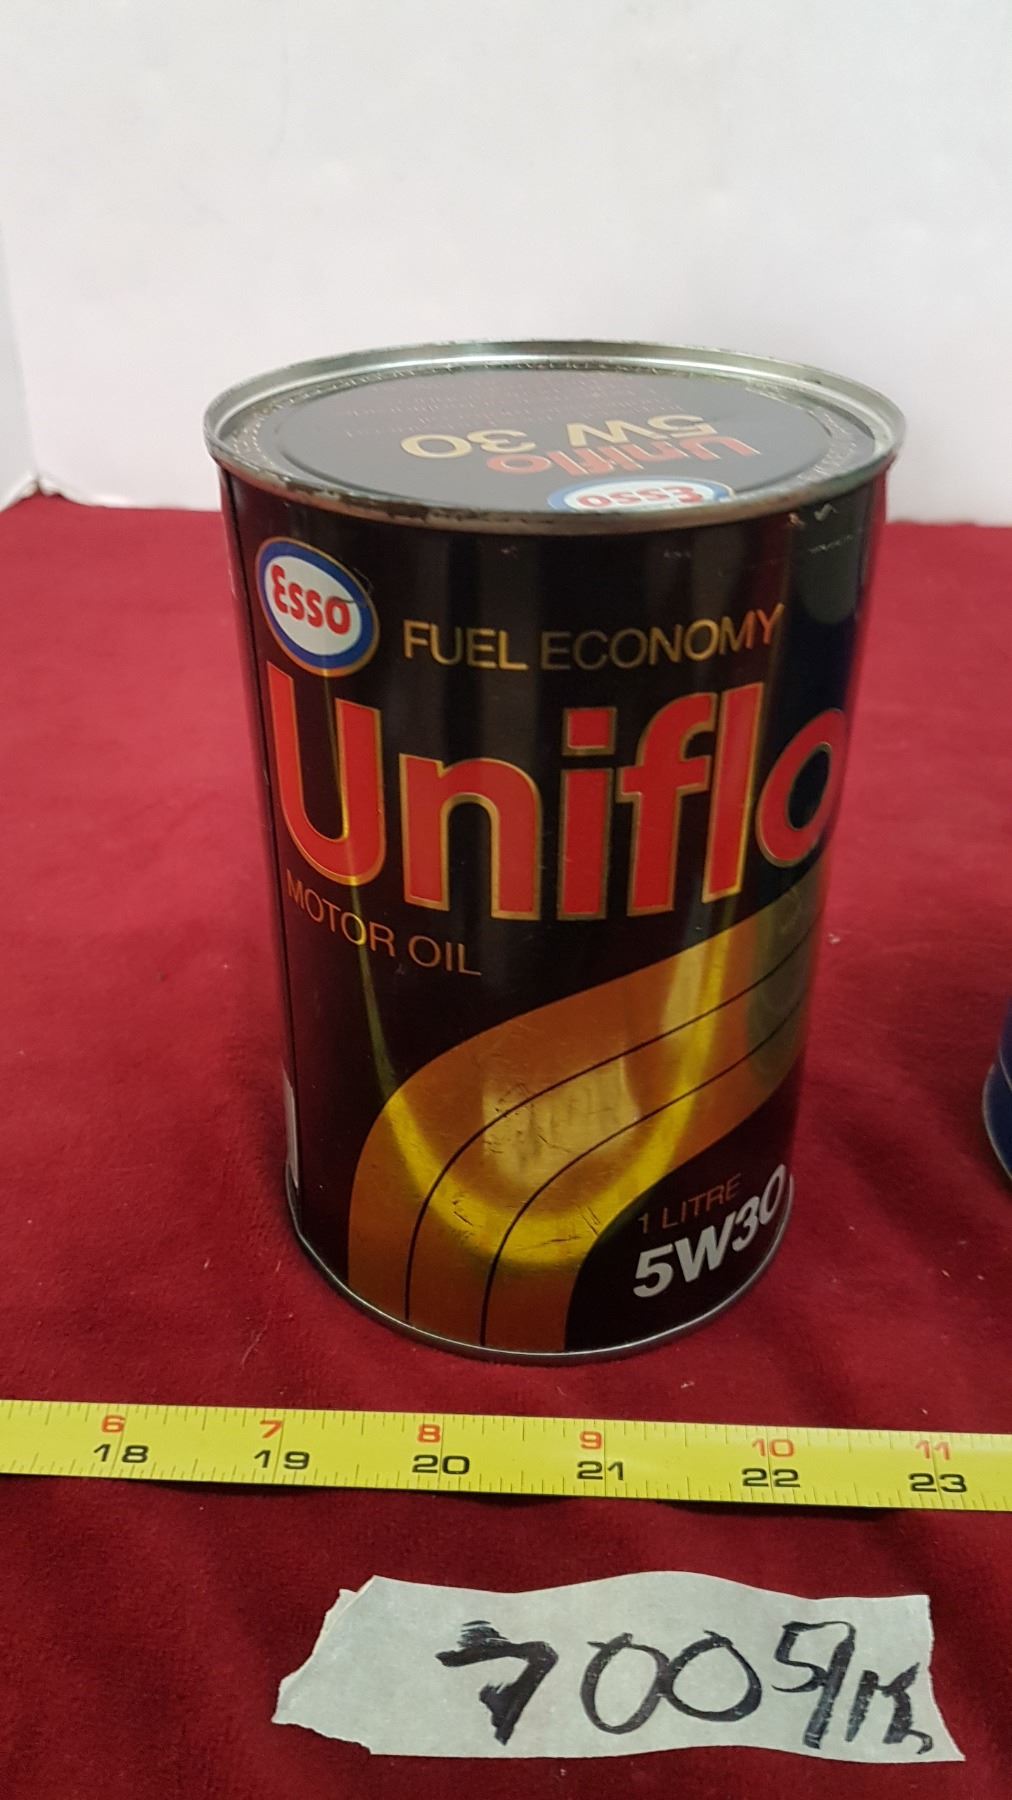 Uniflo
5W 30
Esso
Esso
FUEL ECONOMY
Uniflo
MOTOR OIL
1 LITRE
5W30
6 7 8 9 10 11
18 19 20 21 22 23